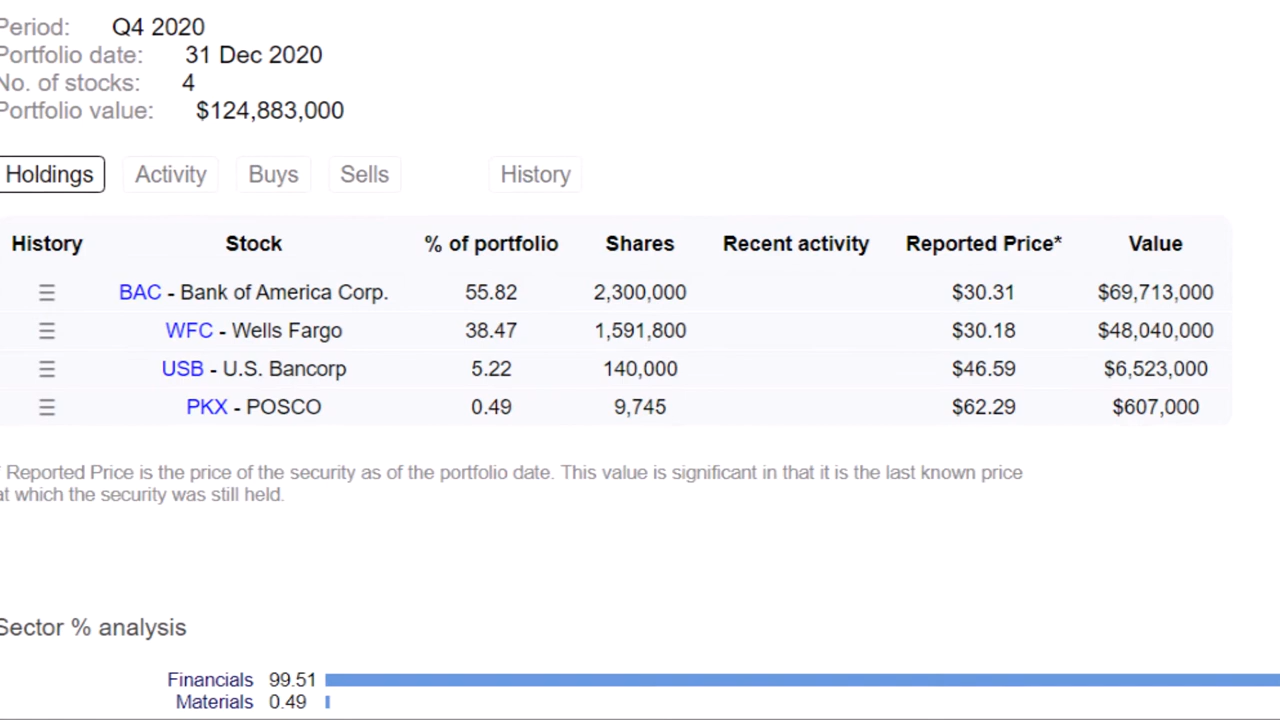 Period: Q4 2020
Portfolio date: 31 Dec 2020
No. of stocks: 4
Portfolio value: $124,883,000
Holdings Activity Buys Sells History
History Stock % of portfolio Shares Recent activity Reported Price* Value
BAC - Bank of America Corp. 55.82 2,300,000 $30.31 $69,713,000
WFC - Wells Fargo 38.47 1,591,800 $30.18 $48,040,000
USB - U.S. Bancorp 5.22 140,000 $46.59 $6,523,000
PKX - POSCO 0.49 9,745 $62.29 $607,000
* Reported Price is the price of the security as of the portfolio date. This value is significant in that it is the last known price
at which the security was still held.
Sector % analysis
Financials 99.51
Materials 0.49